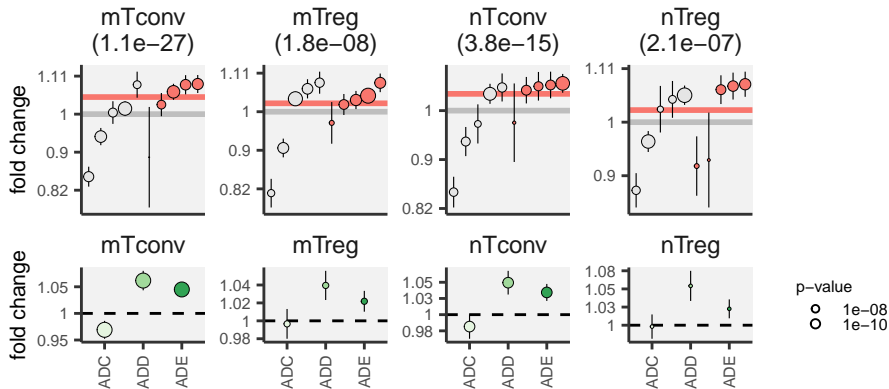 mTconv mTreg nTconv nTreg
(1.1e−27) (1.8e−08) (3.8e−15) (2.1e−07)
fold change
1.11 1.11 1.11 1.11
1 1 1 1
0.9 0.9 0.9 0.9
0.82 0.82 0.82
mTconv mTreg nTconv nTreg
fold change
1.05 1.04 1.05 1.08
1 1.02 1.03 1.05
0.95 1 1 1.03
0.98 0.98 1
ADC ADD ADE ADC ADD ADE ADC ADD ADE ADC ADD ADE
p−value
1e−08
1e−10